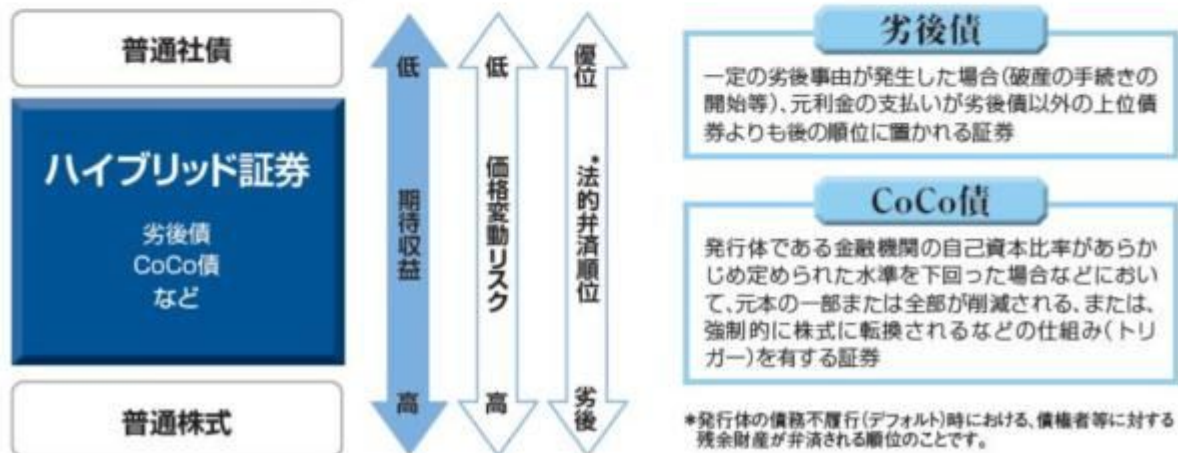 普通社債
ハイブリッド証券
劣後債
CoCo債
など
普通株式
低
期待収益
高
低
価格変動リスク
高
優位
*法的弁済順位
劣後
劣後債
一定の劣後事由が発生した場合(破産の手続きの
開始等)、元利金の支払いが劣後債以外の上位債
券よりも後の順位に置かれる証券
CoCo債
発行体である金融機関の自己資本比率があらか
じめ定められた水準を下回った場合などにおい
て、元本の一部または全部が削減される、または、
強制的に株式に転換されるなどの仕組み(トリ
ガー)を有する証券
*発行体の債務不履行(デフォルト)時における、債権者等に対する
残余財産が弁済される順位のことです。